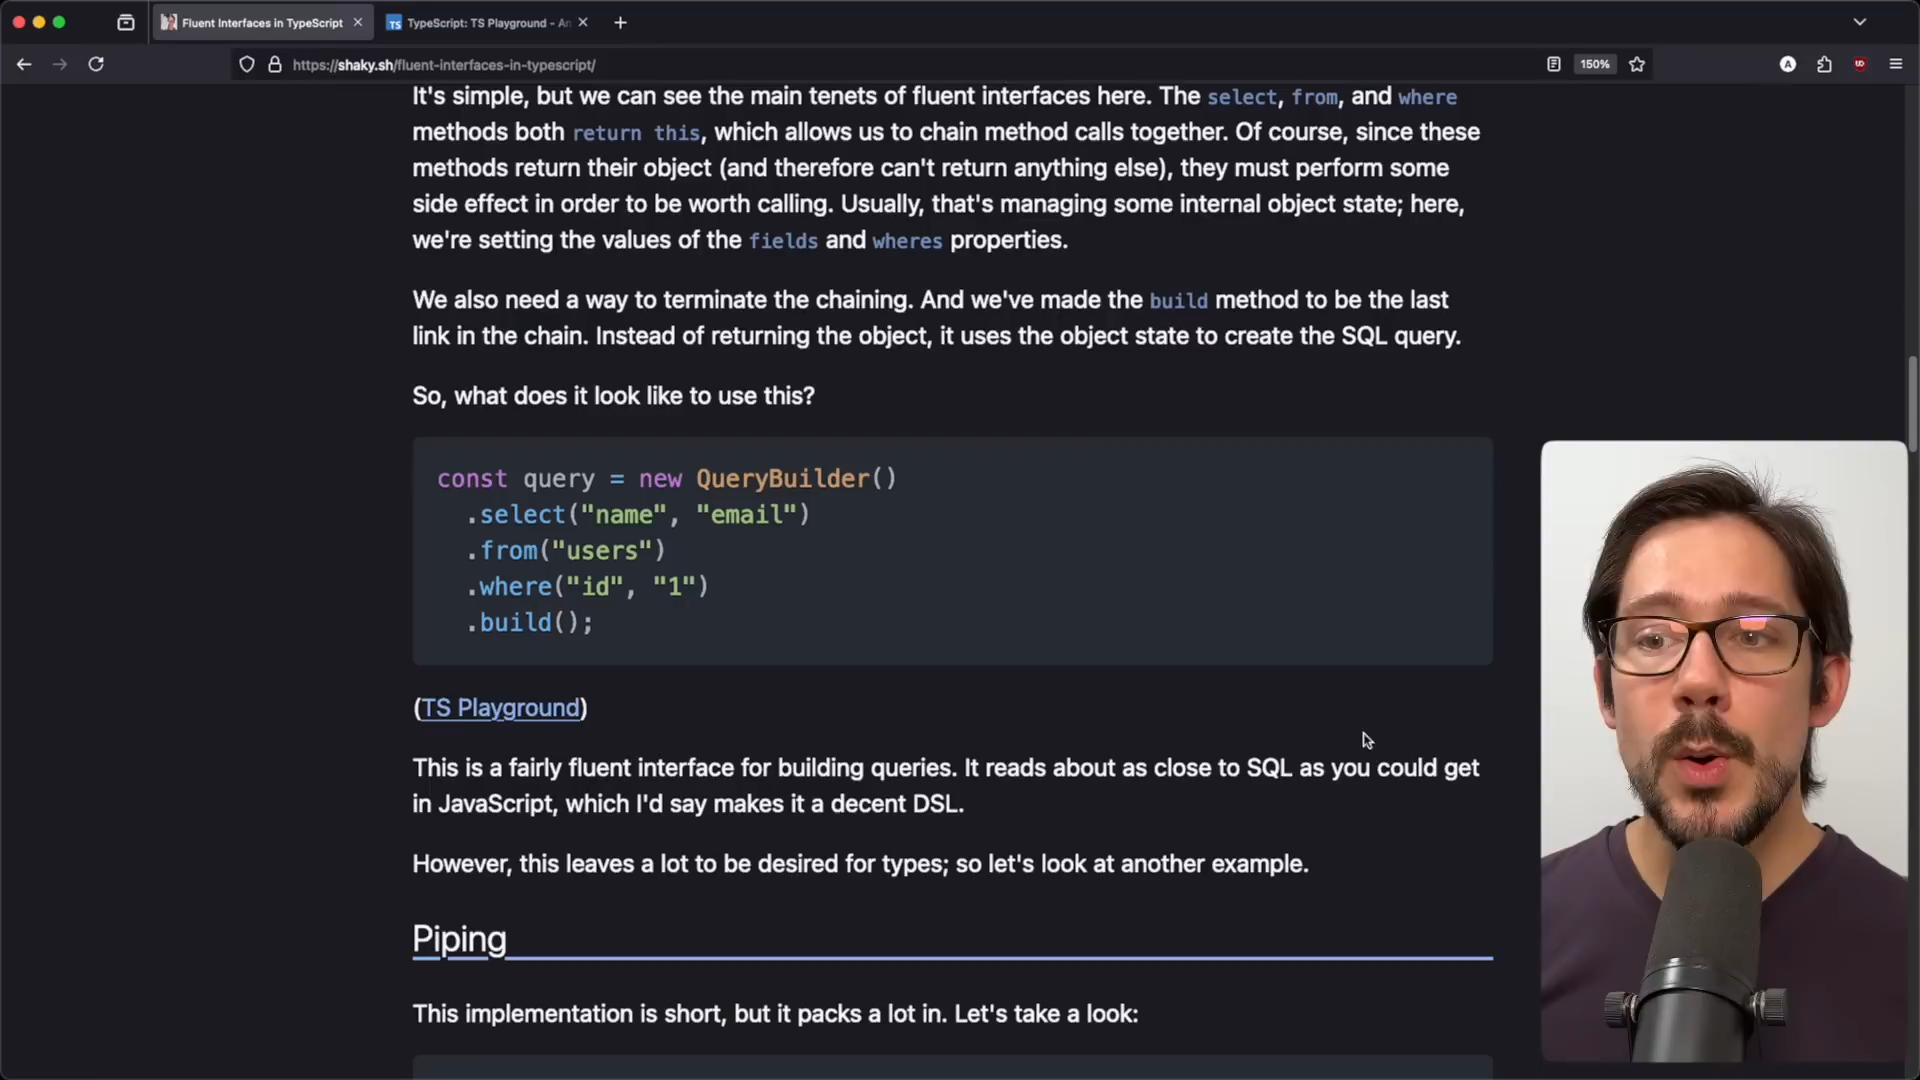 Fluent Interfaces in TypeScript
TS TypeScript: TS Playground - An
https://shaky.sh/fluent-interfaces-in-typescript/
150%
A
It's simple, but we can see the main tenets of fluent interfaces here. The select, from, and where
methods both return this, which allows us to chain method calls together. Of course, since these
methods return their object (and therefore can't return anything else), they must perform some
side effect in order to be worth calling. Usually, that's managing some internal object state; here,
we're setting the values of the fields and wheres properties.
We also need a way to terminate the chaining. And we've made the build method to be the last
link in the chain. Instead of returning the object, it uses the object state to create the SQL query.
So, what does it look like to use this?
const query = new QueryBuilder()
.select("name", "email")
.from("users")
.where("id", "1")
.build();
(TS Playground)
This is a fairly fluent interface for building queries. It reads about as close to SQL as you could get
in JavaScript, which I'd say makes it a decent DSL.
However, this leaves a lot to be desired for types; so let's look at another example.
Piping
This implementation is short, but it packs a lot in. Let's take a look: